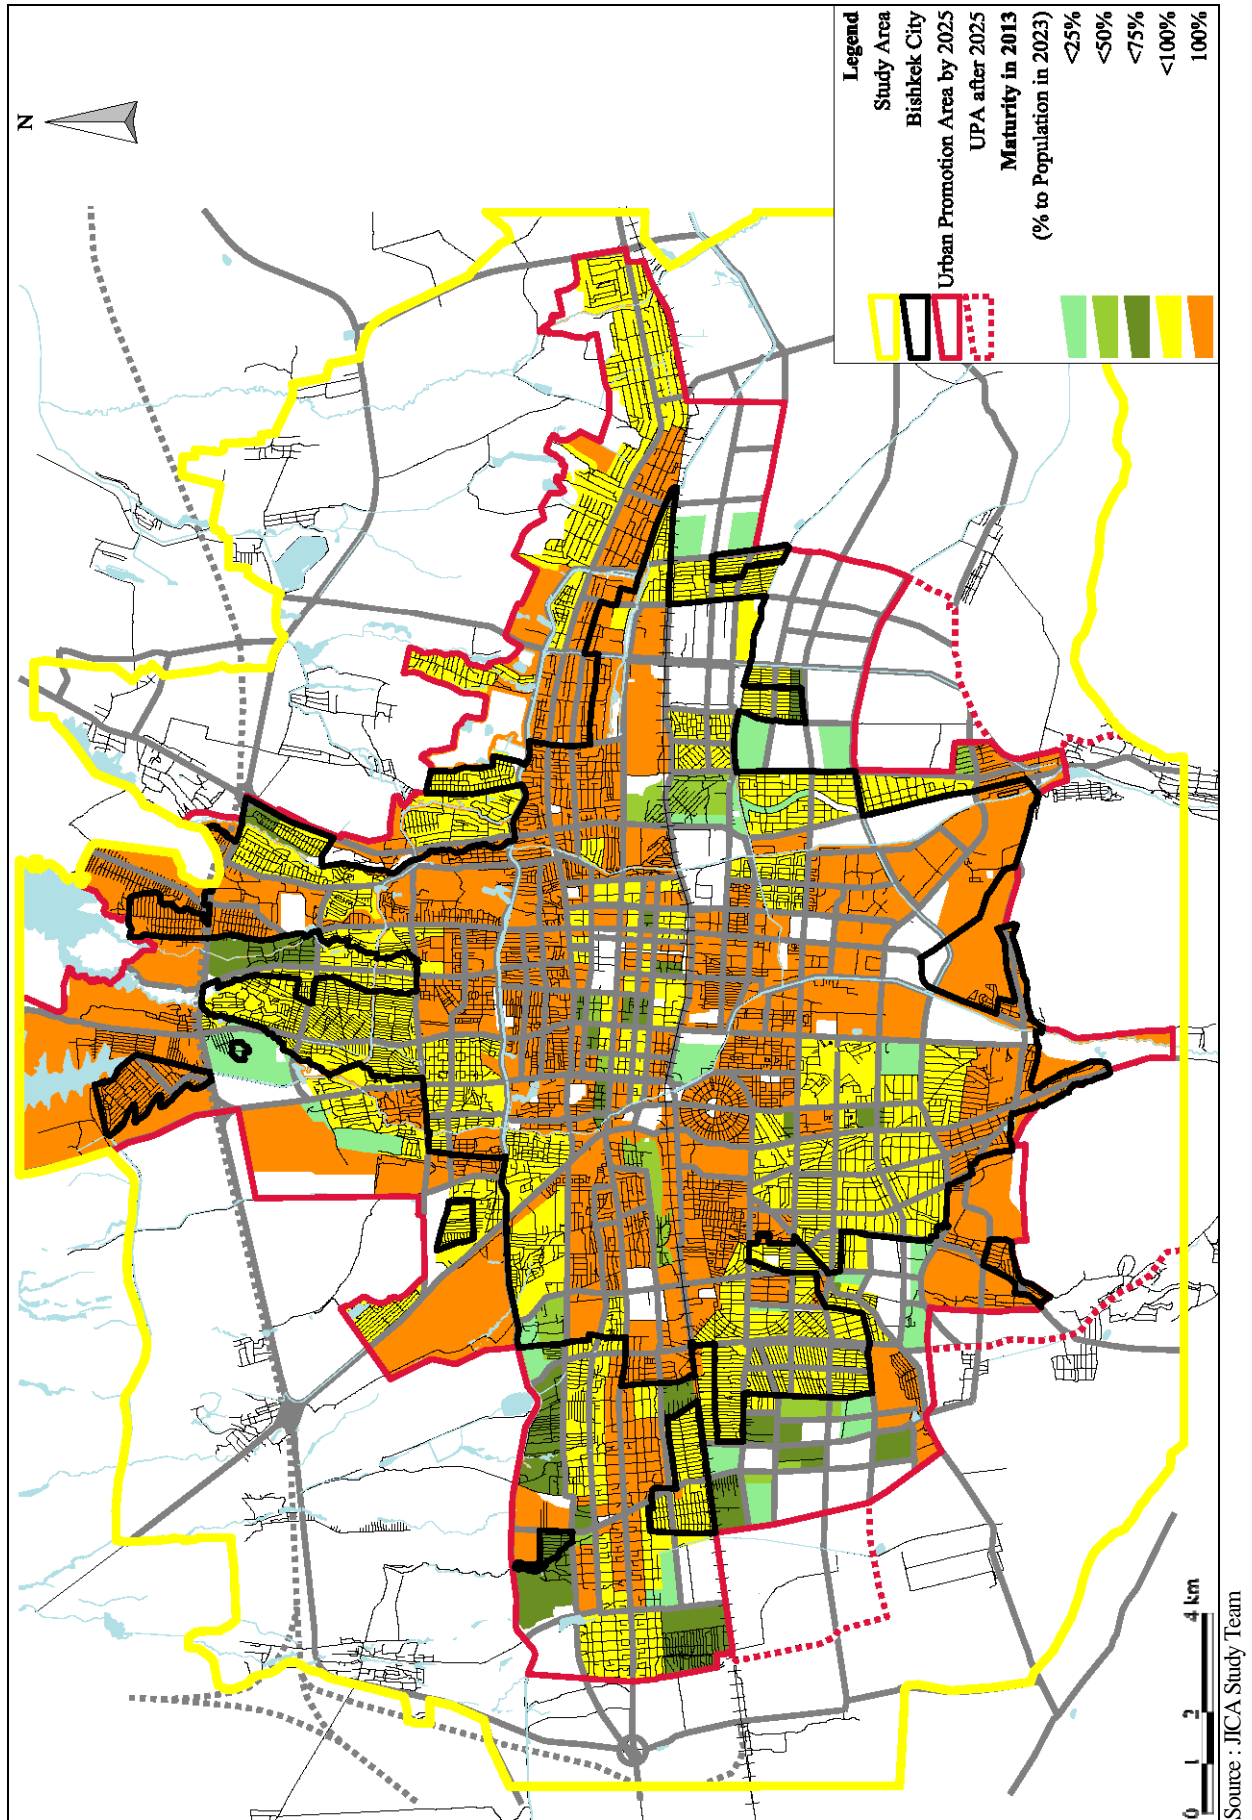 N
Legend
Study Area
Bishkek City
Urban Promotion Area by 2025
UPA after 2025
Maturity in 2013
(% to Population in 2023)
<25%
<50%
<75%
<100%
100%
0 1 2 4 km
Source : JICA Study Team